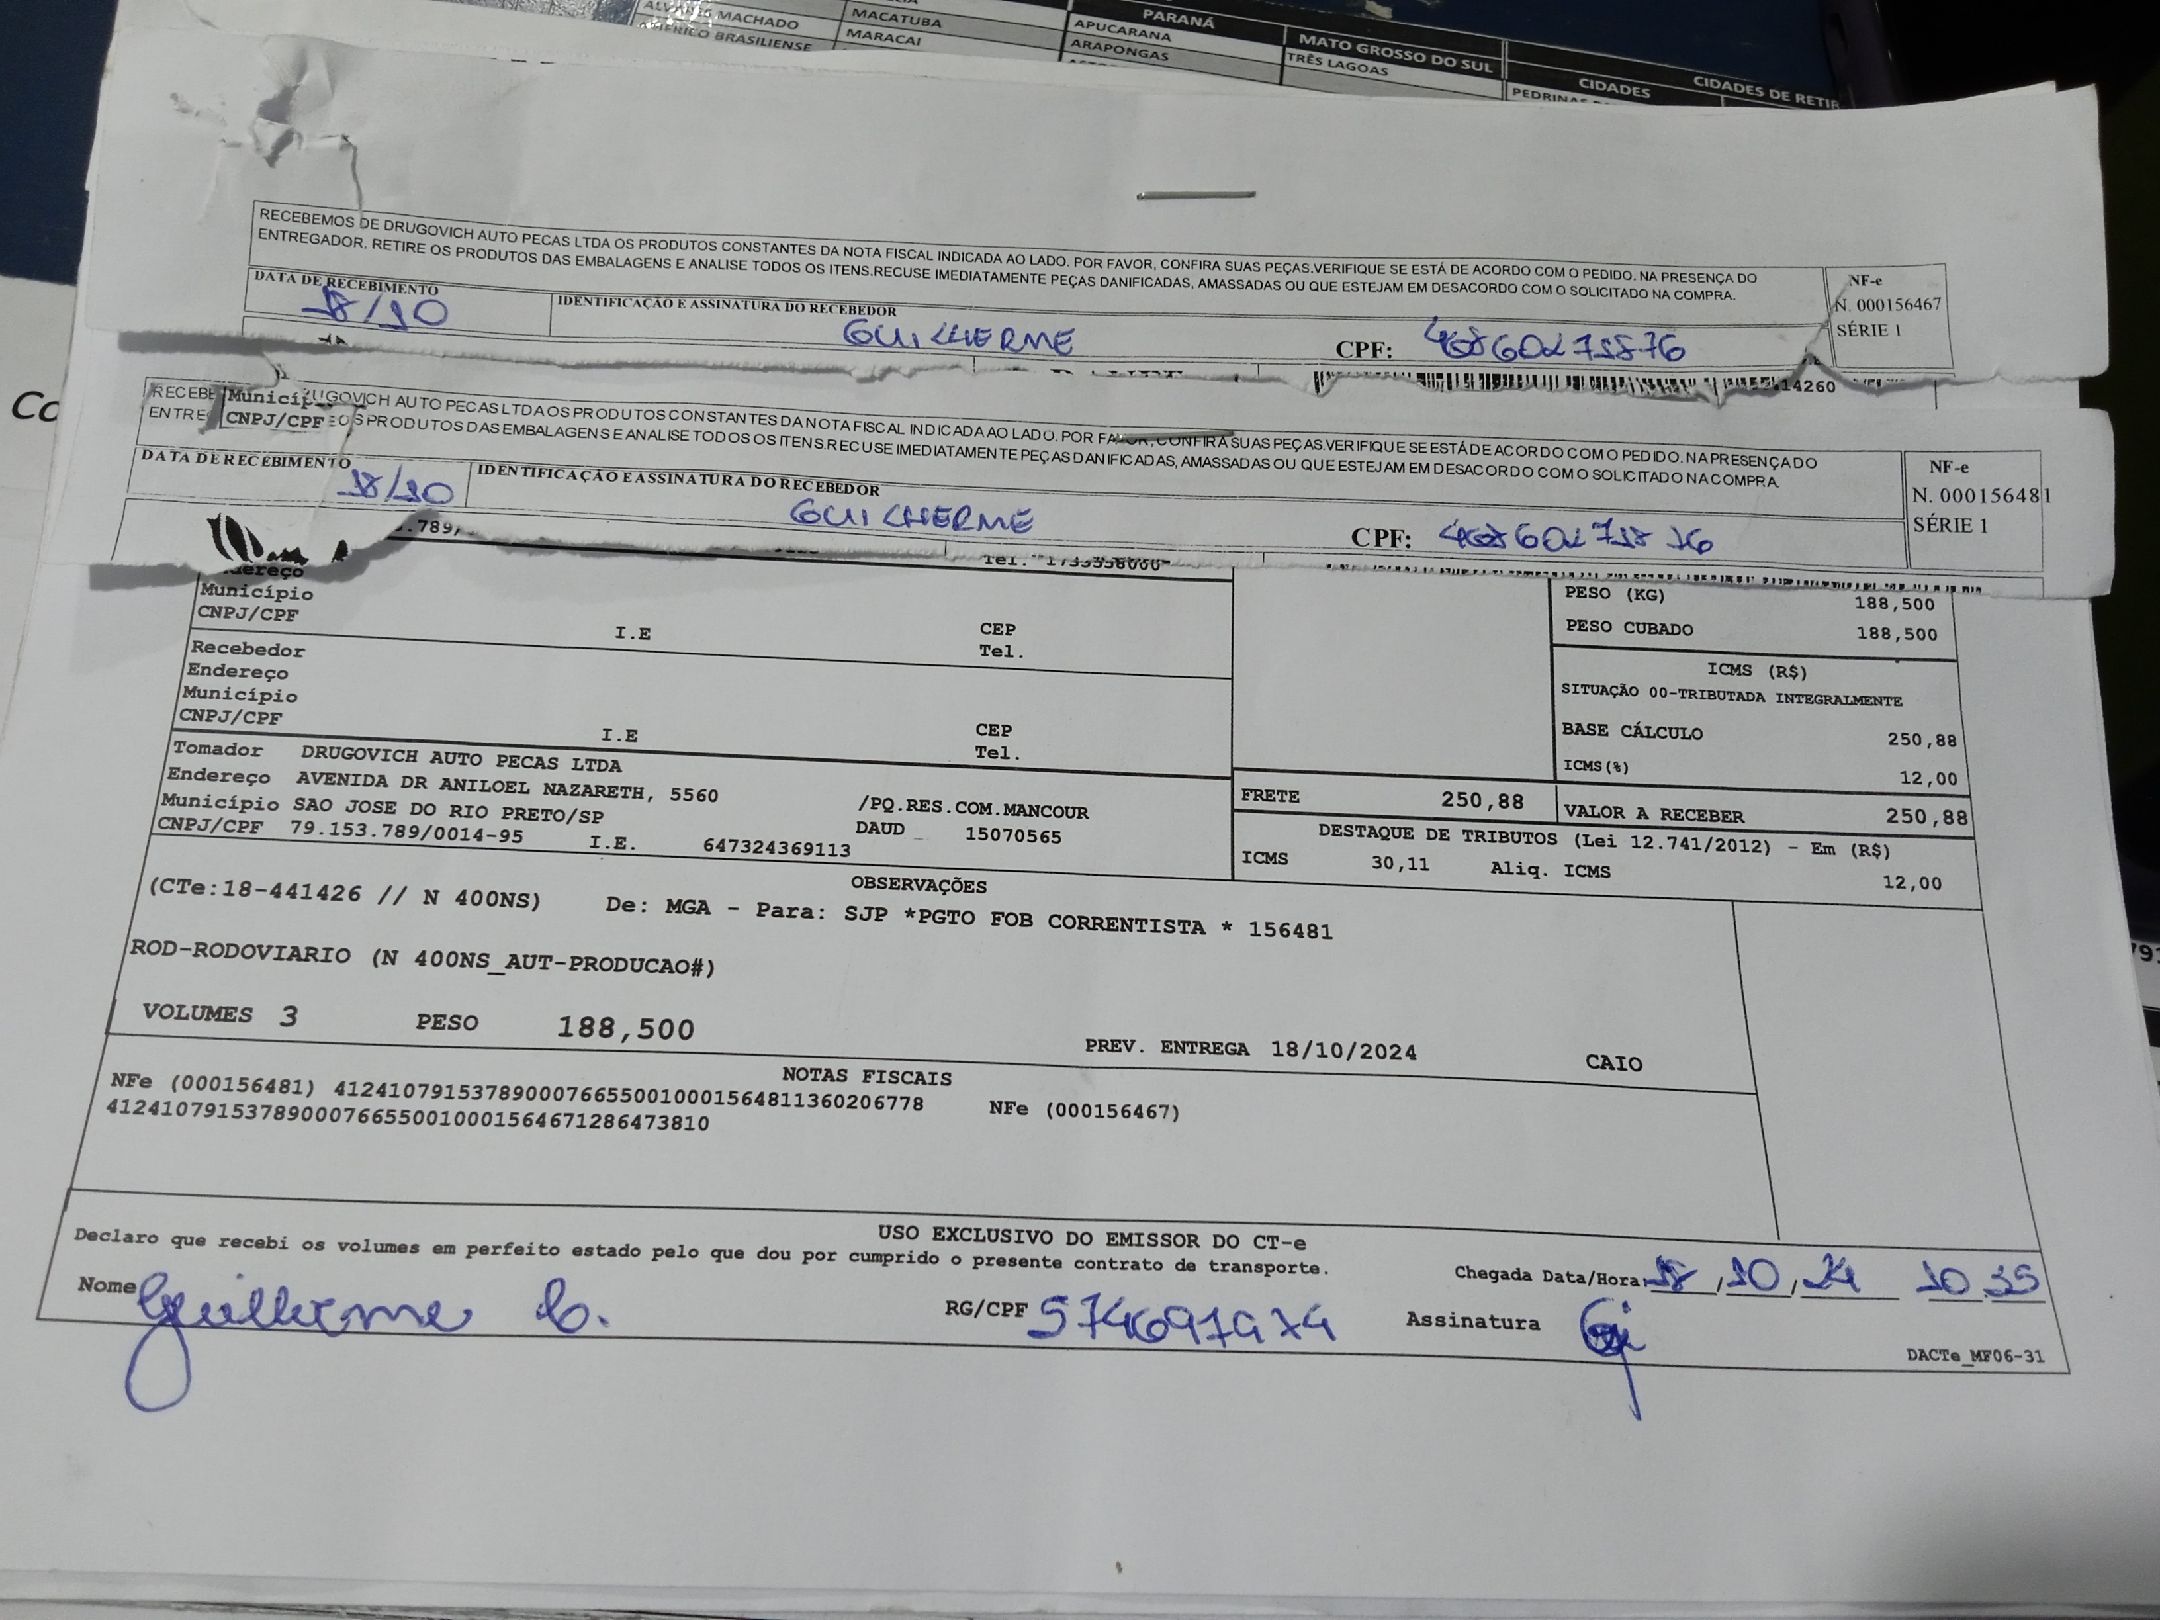 ALVARES MACHADO
MACATUBA
PARANÁ
AMÉRICO BRASILIENSE
MARACAI
APUCARANA
MATO GROSSO DO SUL
ARAPONGAS
TRÊS LAGOAS
CIDADES
CIDADES DE RETIR
RECEBEMOS DE DRUGOVICH AUTO PECAS LTDA OS PRODUTOS CONSTANTES DA NOTA FISCAL INDICADA AO LADO. POR FAVOR, CONFIRA SUAS PEÇAS.VERIFIQUE SE ESTÁ DE ACORDO COM O PEDIDO. NA PRESENÇA DO
ENTREGADOR, RETIRE OS PRODUTOS DAS EMBALAGENS E ANALISE TODOS OS ITENS.RECUSE IMEDIATAMENTE PEÇAS DANIFICADAS, AMASSADAS OU QUE ESTEJAM EM DESACORDO COM O SOLICITADO NA COMPRA.
NF-e
N. 000156467
SÉRIE 1
DATA DE RECEBIMENTO
18/10
IDENTIFICAÇÃO E ASSINATURA DO RECEBEDOR
GUILHERME
CPF:
14260
Co
RECEBE Municíp UGOVICH AUTO PECAS LTDA OS PRODUTOS CONSTANTES DA NOTA FISCAL INDICADA AO LADO. POR FAVOR, CONFIRA SUAS PEÇAS.VERIFIQUE SE ESTÁ DE ACORDO COM O PEDIDO. NA PRESENÇA DO
ENTRE CNPJ/CPF E OS PRODUTOS DAS EMBALAGENS E ANALISE TODOS OS ITENS.RECUSE IMEDIATAMENTE PEÇAS DANIFICADAS, AMASSADAS OU QUE ESTEJAM EM DESACORDO COM O SOLICITADO NA COMPRA.
NF-e
N. 000156481
SÉRIE 1
DATA DE RECEBIMENTO
18/10
IDENTIFICAÇÃO E ASSINATURA DO RECEBEDOR
GUILHERME
CPF:
.789/
Endereço
Tel. 1733558000
Município
CNPJ/CPF
I.E
CEP
Tel.
PESO (KG) 188,500
PESO CUBADO 188,500
Recebedor
Endereço
Município
CNPJ/CPF
I.E
CEP
Tel.
ICMS (R$)
SITUAÇÃO 00-TRIBUTADA INTEGRALMENTE
BASE CÁLCULO 250,88
ICMS(%) 12,00
Tomador DRUGOVICH AUTO PECAS LTDA
Endereço AVENIDA DR ANILOEL NAZARETH, 5560 /PQ.RES.COM.MANCOUR
Município SAO JOSE DO RIO PRETO/SP DAUD 15070565
CNPJ/CPF 79.153.789/0014-95 I.E. 647324369113
FRETE 250,88 VALOR A RECEBER 250,88
DESTAQUE DE TRIBUTOS (Lei 12.741/2012) - Em (R$)
ICMS 30,11 Aliq. ICMS 12,00
OBSERVAÇÕES
(CTe:18-441426 // N 400NS) De: MGA - Para: SJP *PGTO FOB CORRENTISTA * 156481
ROD-RODOVIARIO (N 400NS_AUT-PRODUCAO#)
VOLUMES 3 PESO 188,500
PREV. ENTREGA 18/10/2024 CAIO
NOTAS FISCAIS
NFe (000156481) 41241079153789000766550010001564811360206778 NFe (000156467)
41241079153789000766550010001564671286473810
USO EXCLUSIVO DO EMISSOR DO CT-e
Declaro que recebi os volumes em perfeito estado pelo que dou por cumprido o presente contrato de transporte.
Chegada Data/Hora: 18/10/24 10 35
Nome Guilherme C.
RG/CPF
Assinatura
DACTe_MF06-31